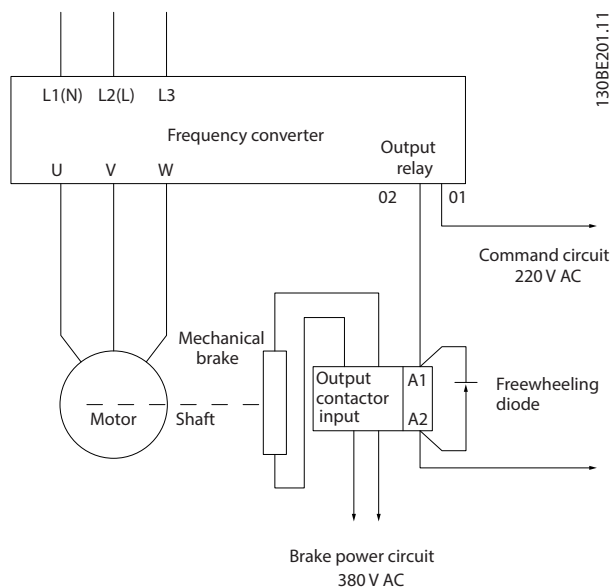 130BE201.11
L1(N) L2(L) L3
Frequency converter
Output
relay
U V W
02 01
Command circuit
220 V AC
Mechanical
brake
Output
contactor
input
A1
A2
Freewheeling
diode
Motor Shaft
Brake power circuit
380 V AC